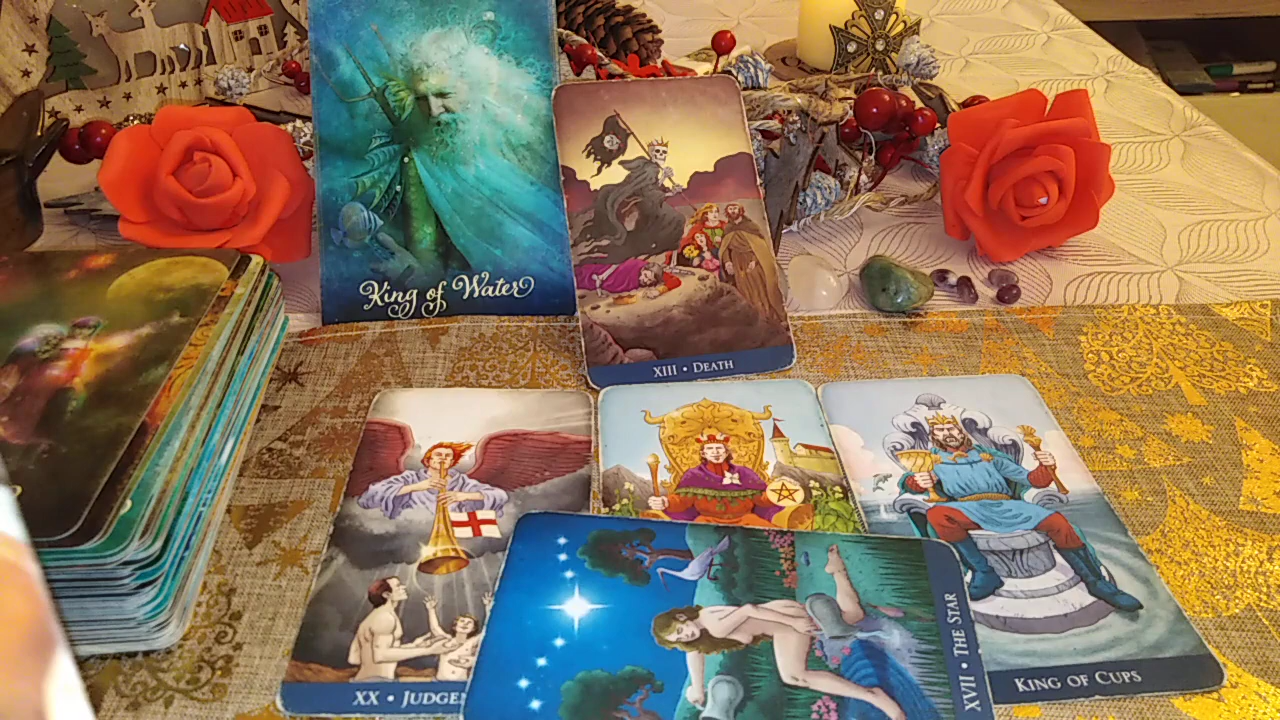 King of Water
XIII • DEATH
XX • JUDGE
XVII • THE STAR
KING OF CUPS